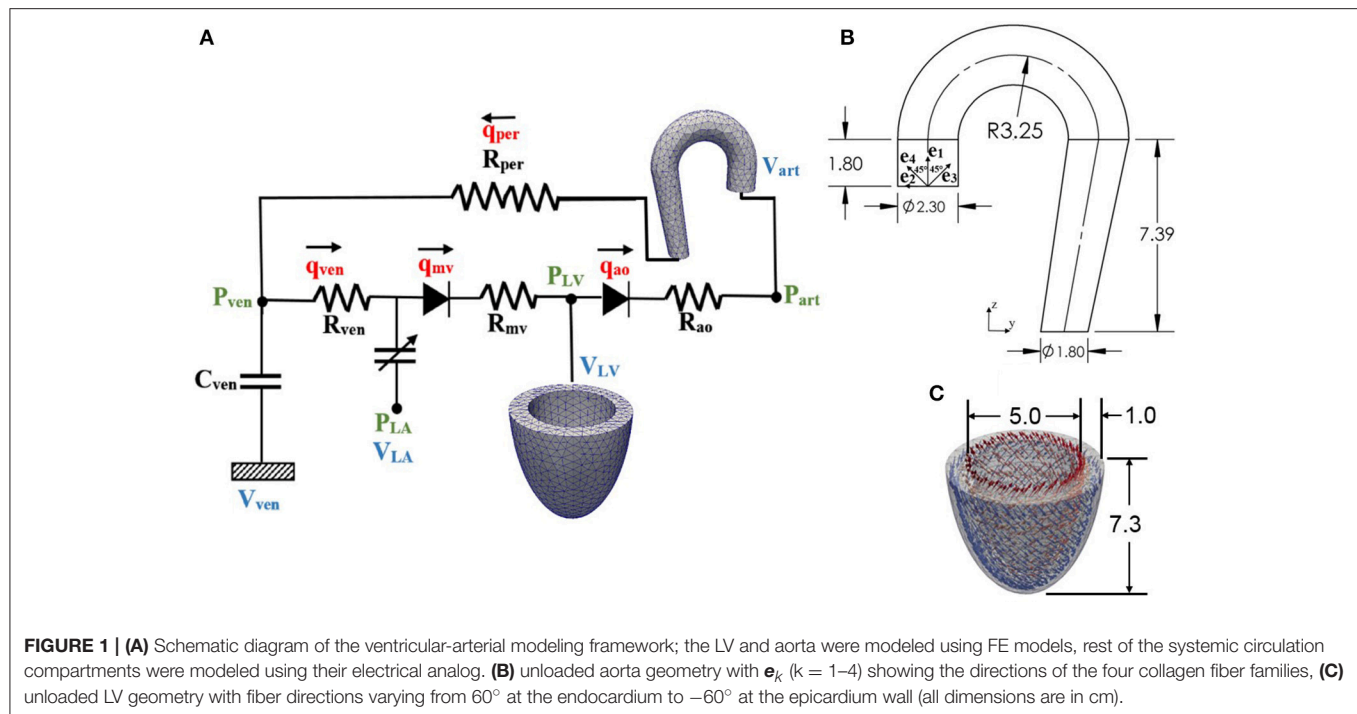 A
q_per
R_per
V_art
q_ven
q_mv
P_LV
q_ao
P_ven
P_art
R_ven
R_mv
R_ao
C_ven
V_LV
P_LA
V_LA
V_ven
B
R3.25
1.80
e1
e4
45° 45°
e2
e3
Ø 2.30
7.39
z
y
Ø 1.80
C
5.0
1.0
7.3
FIGURE 1 | (A) Schematic diagram of the ventricular-arterial modeling framework; the LV and aorta were modeled using FE models, rest of the systemic circulation
compartments were modeled using their electrical analog. (B) unloaded aorta geometry with e_k (k = 1–4) showing the directions of the four collagen fiber families, (C)
unloaded LV geometry with fiber directions varying from 60° at the endocardium to −60° at the epicardium wall (all dimensions are in cm).